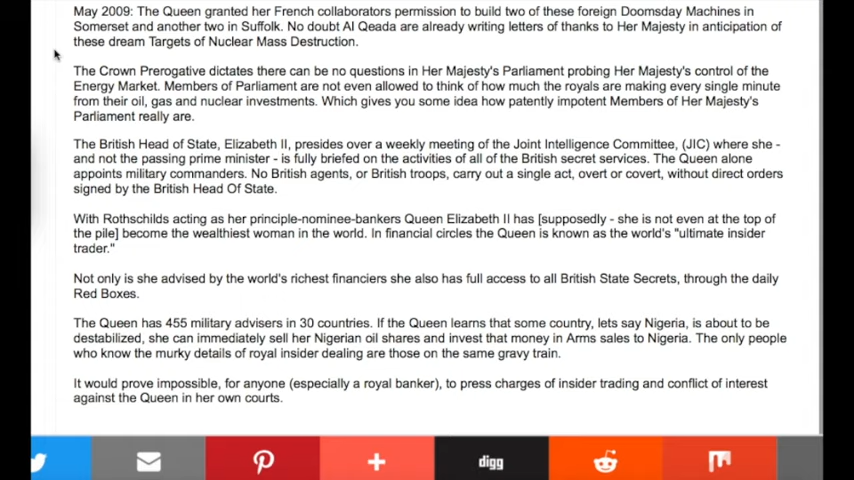 May 2009: The Queen granted her French collaborators permission to build two of these foreign Doomsday Machines in
Somerset and another two in Suffolk. No doubt Al Qeada are already writing letters of thanks to Her Majesty in anticipation of
these dream Targets of Nuclear Mass Destruction.
The Crown Prerogative dictates there can be no questions in Her Majesty's Parliament probing Her Majesty's control of the
Energy Market. Members of Parliament are not even allowed to think of how much the royals are making every single minute
from their oil, gas and nuclear investments. Which gives you some idea how patently impotent Members of Her Majesty's
Parliament really are.
The British Head of State, Elizabeth II, presides over a weekly meeting of the Joint Intelligence Committee, (JIC) where she -
and not the passing prime minister - is fully briefed on the activities of all of the British secret services. The Queen alone
appoints military commanders. No British agents, or British troops, carry out a single act, overt or covert, without direct orders
signed by the British Head Of State.
With Rothschilds acting as her principle-nominee-bankers Queen Elizabeth II has [supposedly - she is not even at the top of
the pile] become the wealthiest woman in the world. In financial circles the Queen is known as the world's "ultimate insider
trader."
Not only is she advised by the world's richest financiers she also has full access to all British State Secrets, through the daily
Red Boxes.
The Queen has 455 military advisers in 30 countries. If the Queen learns that some country, lets say Nigeria, is about to be
destabilized, she can immediately sell her Nigerian oil shares and invest that money in Arms sales to Nigeria. The only people
who know the murky details of royal insider dealing are those on the same gravy train.
It would prove impossible, for anyone (especially a royal banker), to press charges of insider trading and conflict of interest
against the Queen in her own courts.
digg